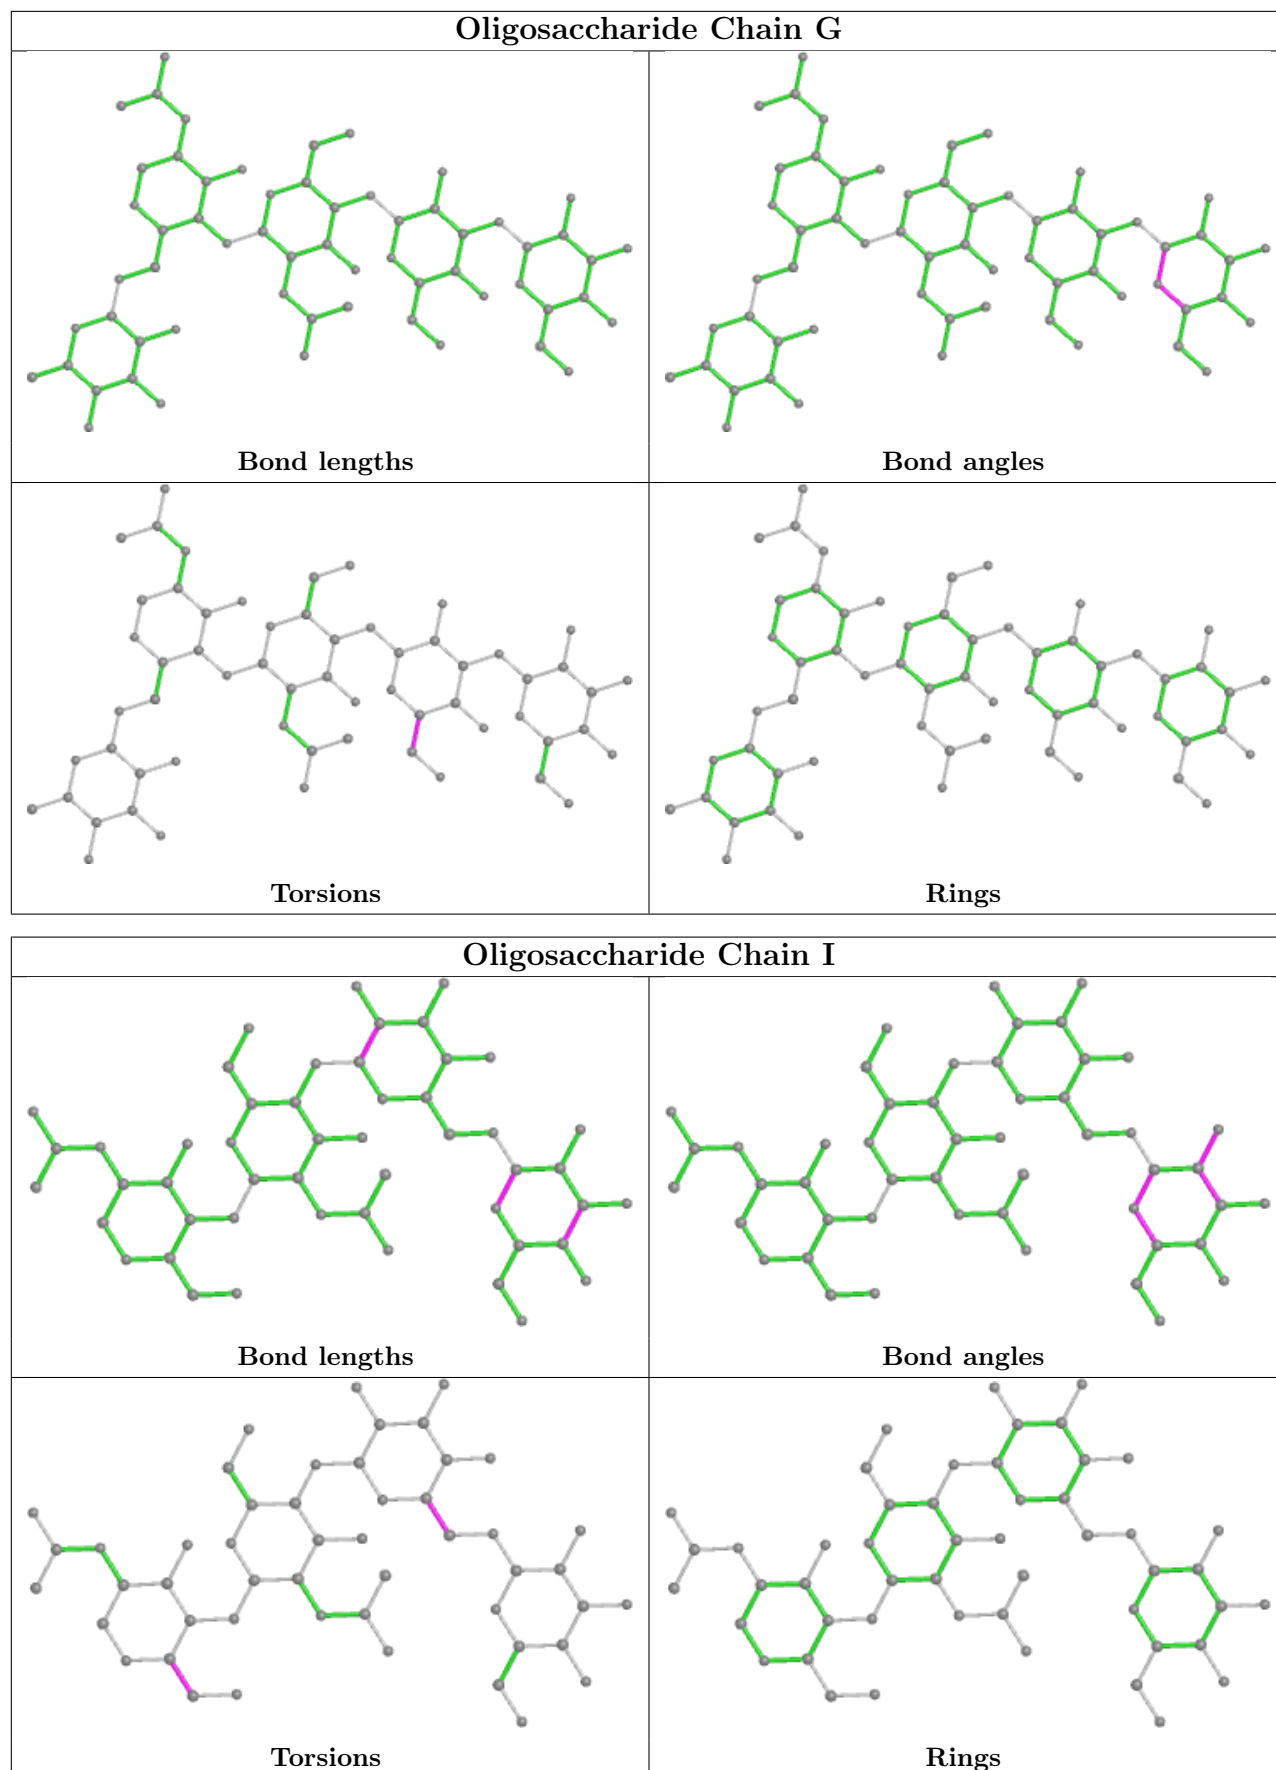 Oligosaccharide Chain G
Bond lengths
Bond angles
Torsions
Rings
Oligosaccharide Chain I
Bond lengths
Bond angles
Torsions
Rings